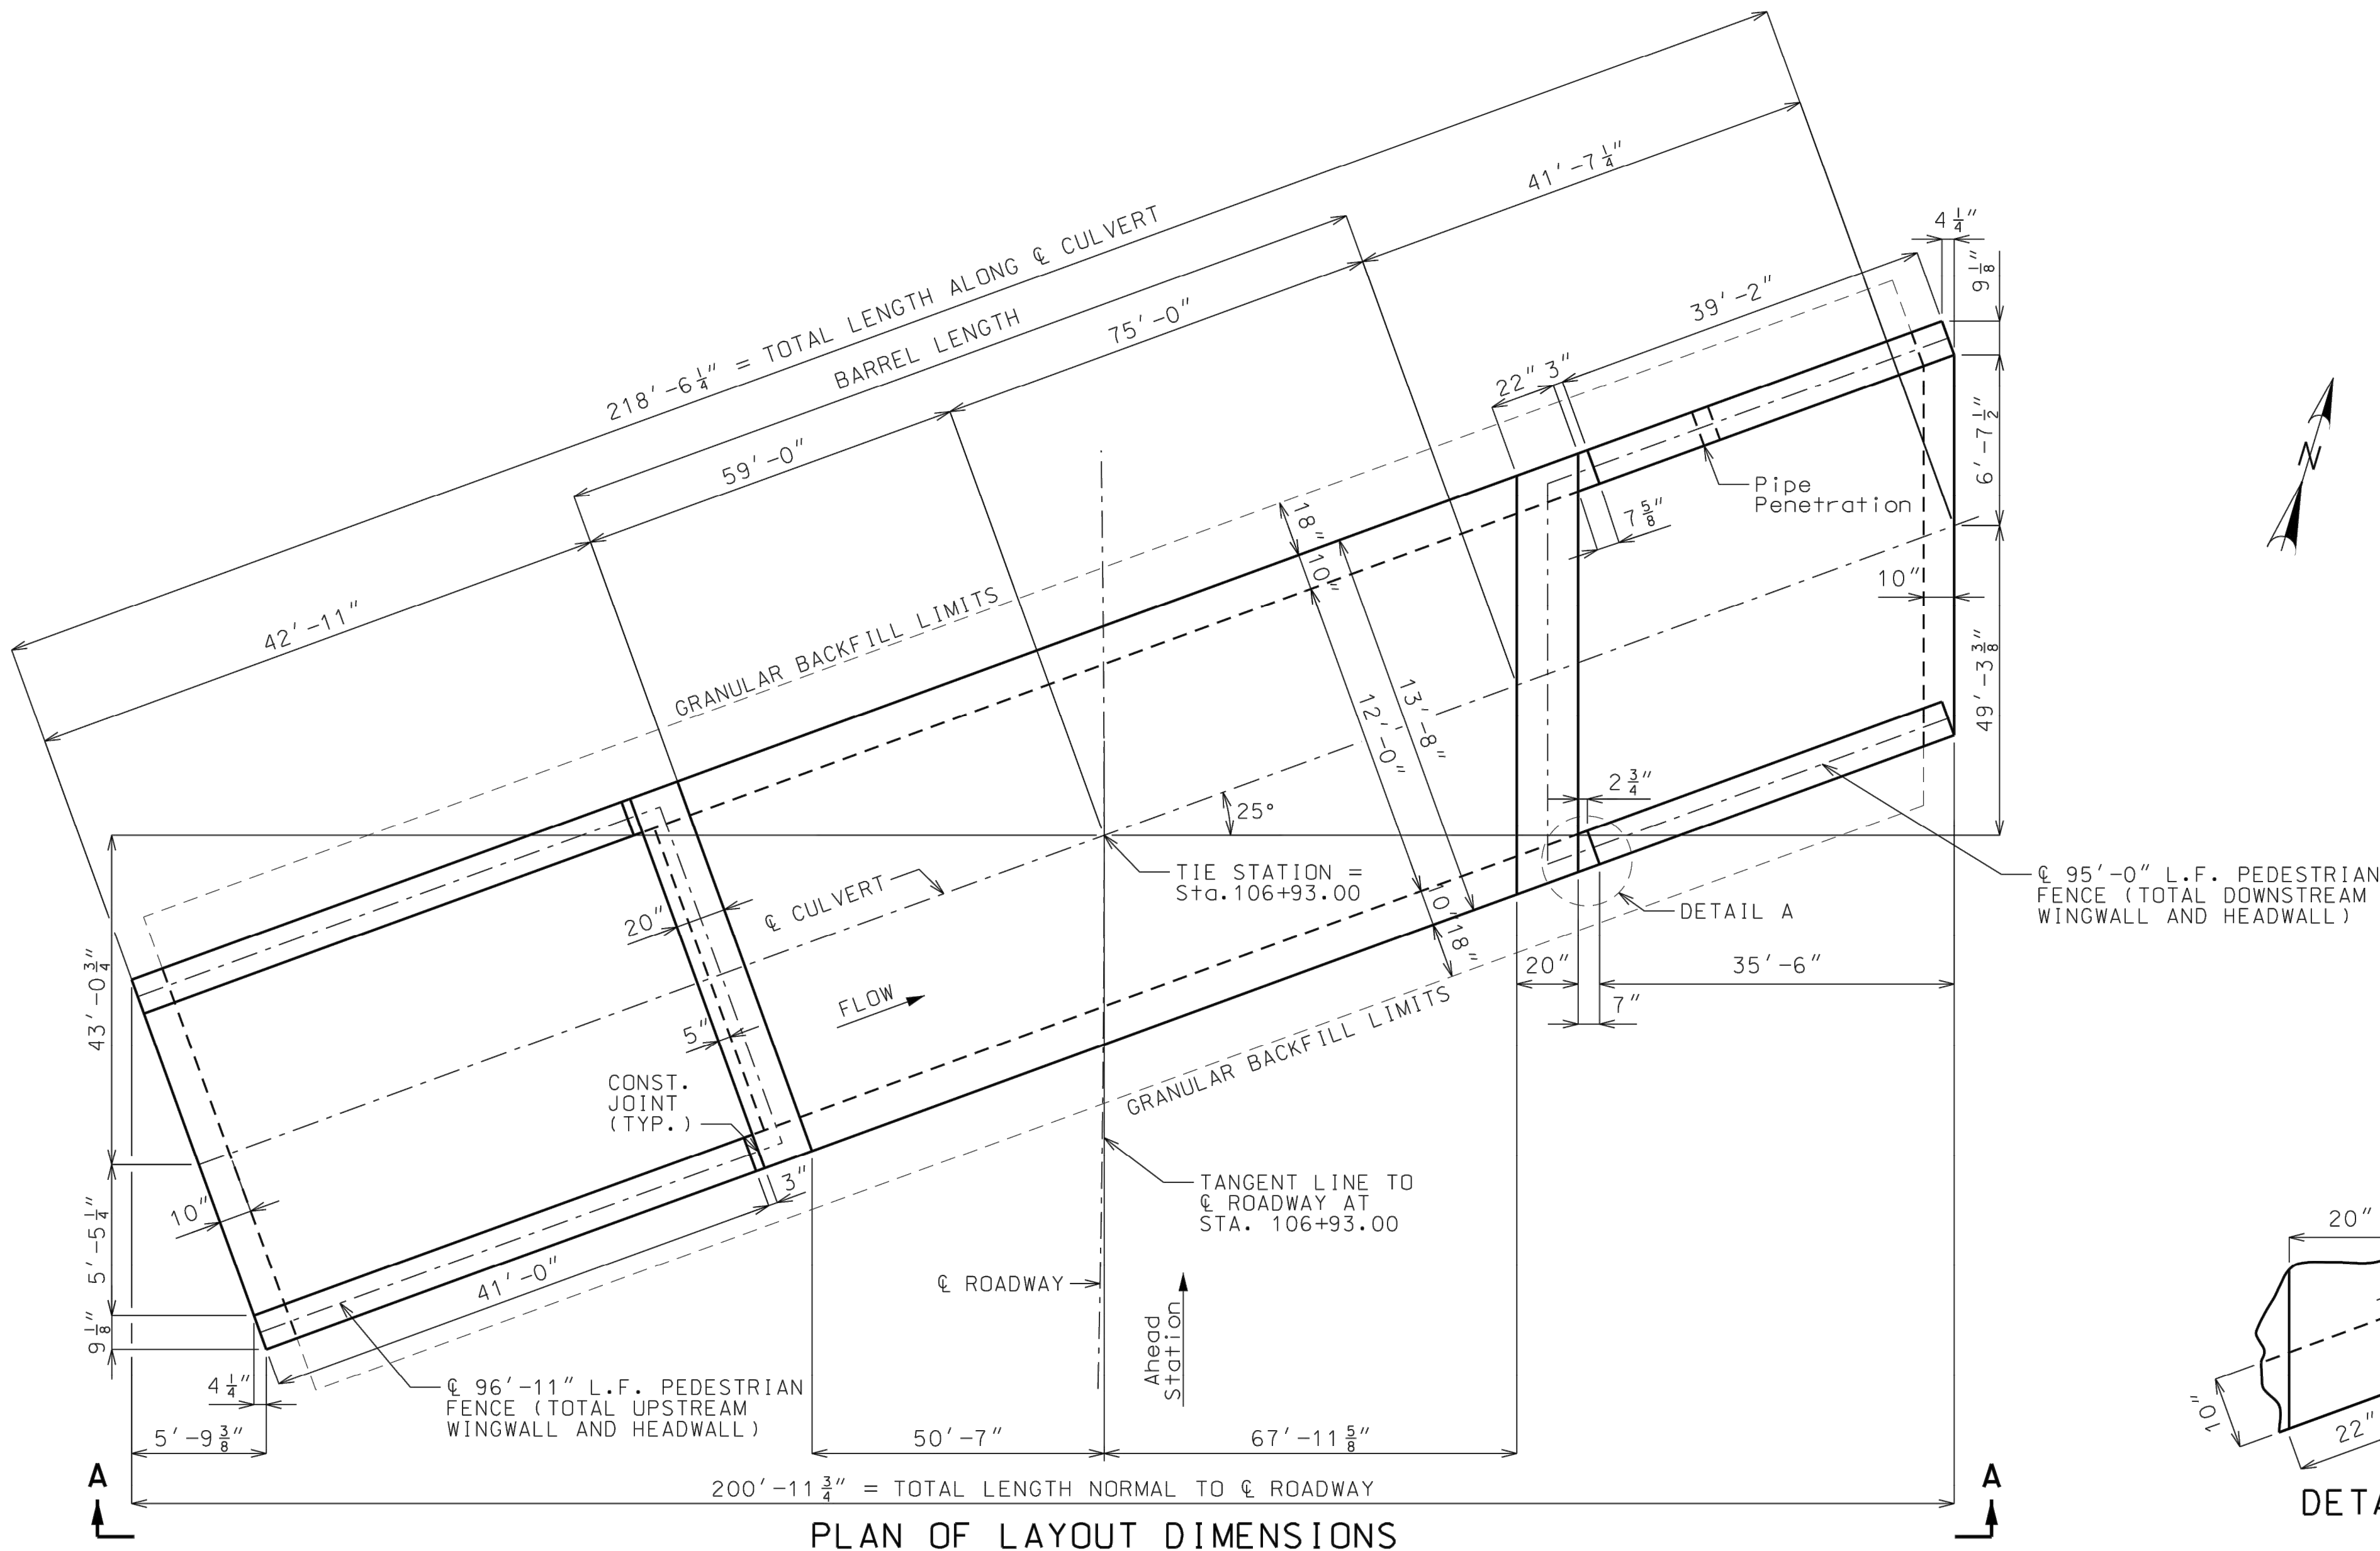 218'-6 1/4" = TOTAL LENGTH ALONG ℄ CULVERT
BARREL LENGTH
42'-11"
59'-0"
75'-0"
41'-7 1/4"
39'-2"
22"
3"
4 1/4"
9 1/8"
6'-7 1/2"
49'-3 3/8"
10"
N
Pipe
Penetration
7 5/8"
18"
10"
GRANULAR BACKFILL LIMITS
12'-0"
13'-8"
25°
2 3/4"
TIE STATION =
Sta.106+93.00
℄ CULVERT
20"
FLOW
5"
CONST.
JOINT
(TYP.)
3"
10"
18"
DETAIL A
20"
35'-6"
7"
GRANULAR BACKFILL LIMITS
℄ 95'-0" L.F. PEDESTRIAN
FENCE (TOTAL DOWNSTREAM
WINGWALL AND HEADWALL)
43'-0 3/4"
5'-5 1/4"
9 1/8"
10"
41'-0"
TANGENT LINE TO
℄ ROADWAY AT
STA. 106+93.00
℄ ROADWAY
Ahead
Station
4 1/4"
5'-9 3/8"
℄ 96'-11" L.F. PEDESTRIAN
FENCE (TOTAL UPSTREAM
WINGWALL AND HEADWALL)
50'-7"
67'-11 5/8"
200'-11 3/4" = TOTAL LENGTH NORMAL TO ℄ ROADWAY
A
A
PLAN OF LAYOUT DIMENSIONS
20"
10"
22"